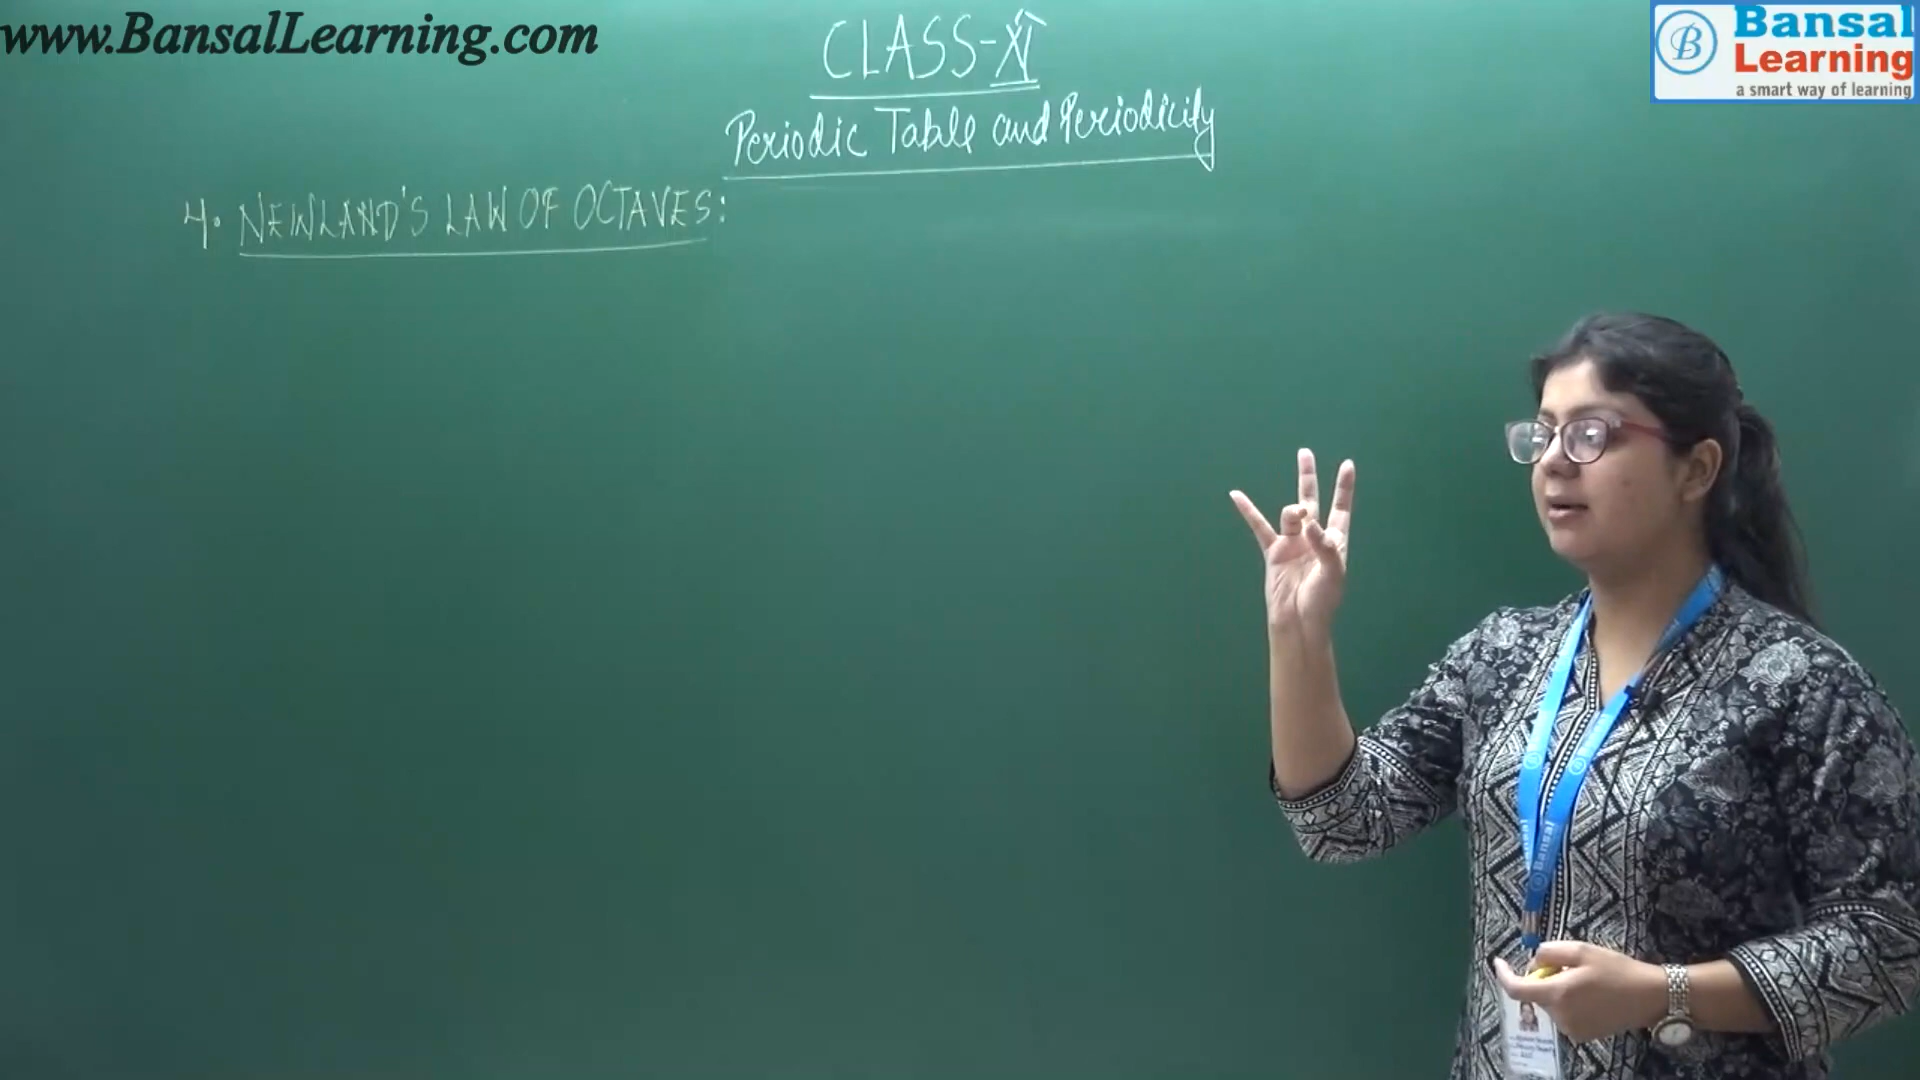 www.BansalLearning.com
CLASS-XI
Periodic Table and Periodicity
4. NEWLAND'S LAW OF OCTAVES:
B
Bansal
Learning
a smart way of learning
Bansal